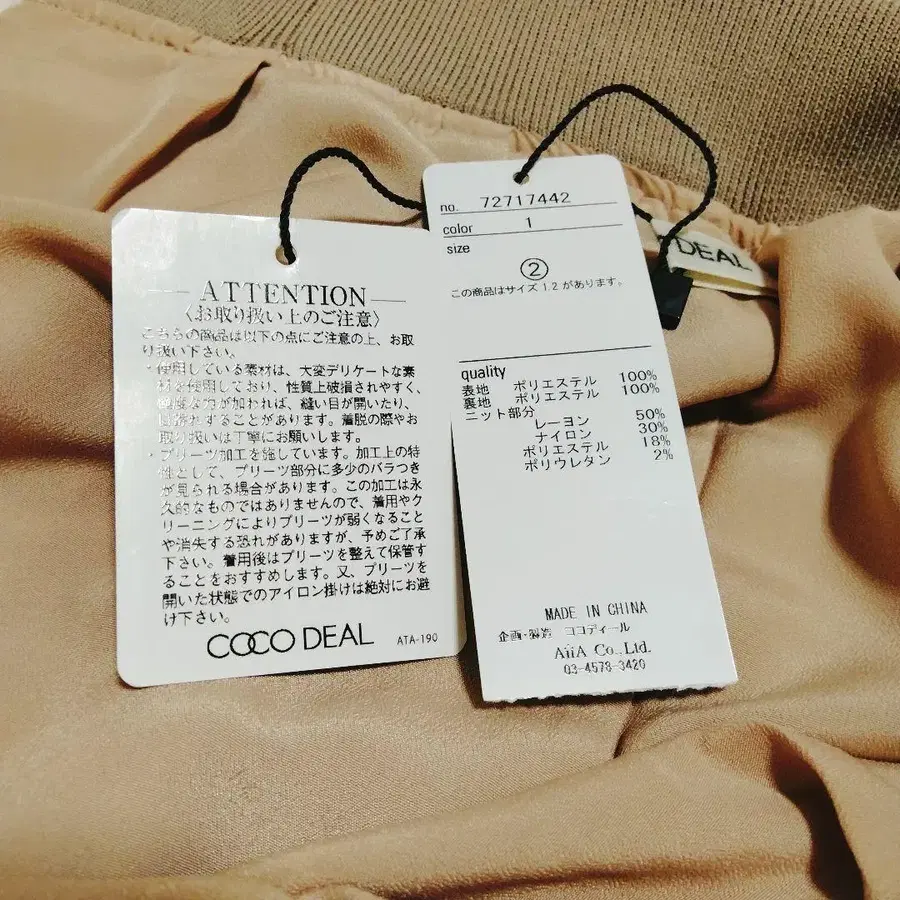 ATTENTION
〈お取り扱い上のご注意〉
こちらの商品は以下の点にご注意の上、お取
り扱い下さい。
・使用している素材は、大変デリケートな素
材を使用しており、性質上破損されやすく、
過度な力が加われば、縫い目が開いたり、
目崩れすることがあります。着脱の際やお
取り扱いは丁寧にお願いします。
・プリーツ加工を施しています。加工上の特
性として、プリーツ部分に多少のバラつき
が見られる場合があります。この加工は永
久的なものではありませんので、着用やク
リーニングによりプリーツが弱くなること
や消失する恐れがありますが、予めご了承
下さい。着用後はプリーツを整えて保管す
ることをおすすめします。又、プリーツを
開いた状態でのアイロン掛けは絶対にお避
け下さい。
COCO DEAL ATA-190
no. 72717442
color 1
size
②
この商品はサイズ 1.2 があります。
quality
表地 ポリエステル 100%
裏地 ポリエステル 100%
ニット部分
レーヨン 50%
ナイロン 30%
ポリエステル 18%
ポリウレタン 2%
MADE IN CHINA
企画・製造 ココディール
AiiA Co.,Ltd.
03-4578-3420
DEAL